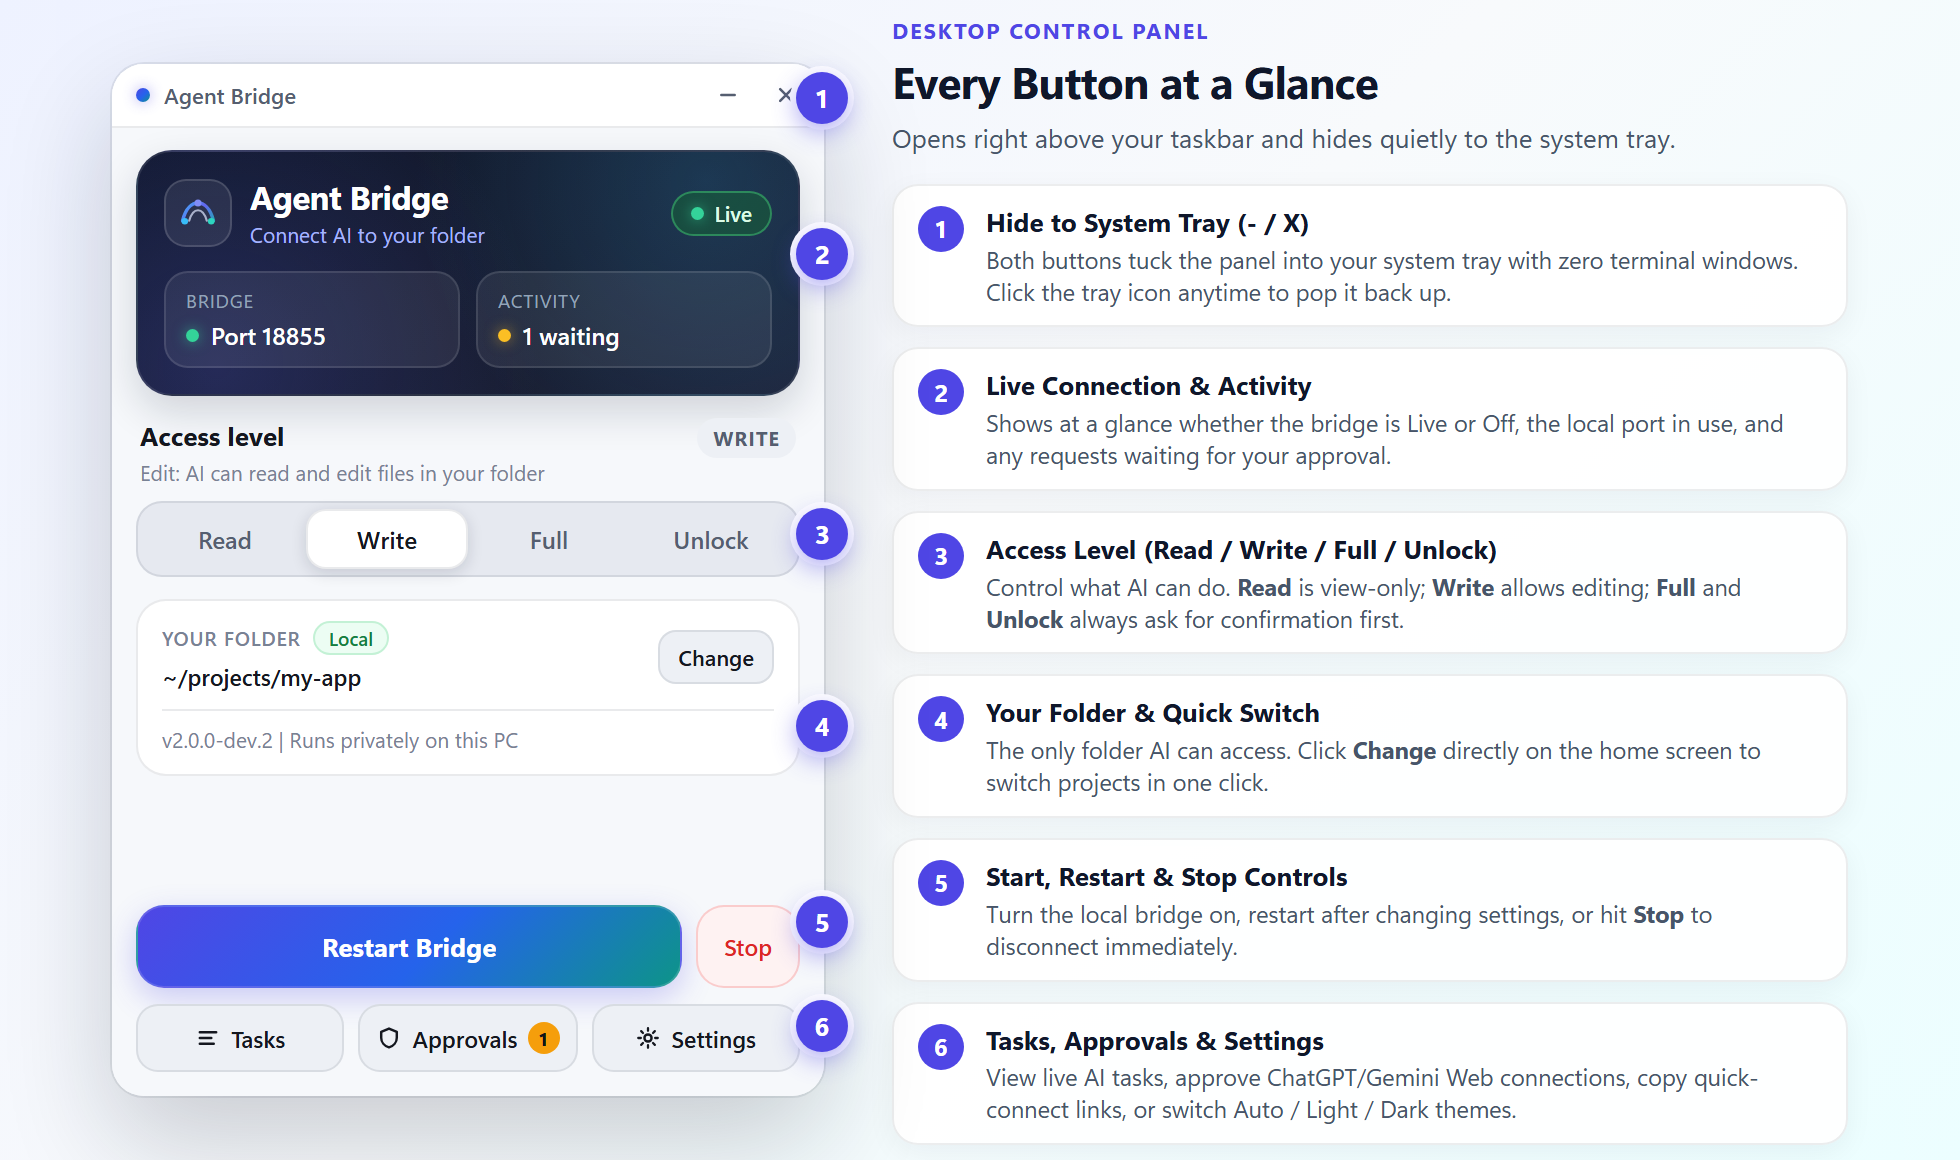 Agent Bridge
1
Agent Bridge
Connect AI to your folder
Live
2
BRIDGE
Port 18855
ACTIVITY
1 waiting
Access level
WRITE
Edit: AI can read and edit files in your folder
Read
Write
Full
Unlock
3
YOUR FOLDER
Local
~/projects/my-app
Change
v2.0.0-dev.2 | Runs privately on this PC
4
Restart Bridge
Stop
5
Tasks
Approvals 1
Settings
6
DESKTOP CONTROL PANEL
Every Button at a Glance
Opens right above your taskbar and hides quietly to the system tray.
1
Hide to System Tray (- / X)
Both buttons tuck the panel into your system tray with zero terminal windows.
Click the tray icon anytime to pop it back up.
2
Live Connection & Activity
Shows at a glance whether the bridge is Live or Off, the local port in use, and
any requests waiting for your approval.
3
Access Level (Read / Write / Full / Unlock)
Control what AI can do. Read is view-only; Write allows editing; Full and
Unlock always ask for confirmation first.
4
Your Folder & Quick Switch
The only folder AI can access. Click Change directly on the home screen to
switch projects in one click.
5
Start, Restart & Stop Controls
Turn the local bridge on, restart after changing settings, or hit Stop to
disconnect immediately.
6
Tasks, Approvals & Settings
View live AI tasks, approve ChatGPT/Gemini Web connections, copy quick-
connect links, or switch Auto / Light / Dark themes.